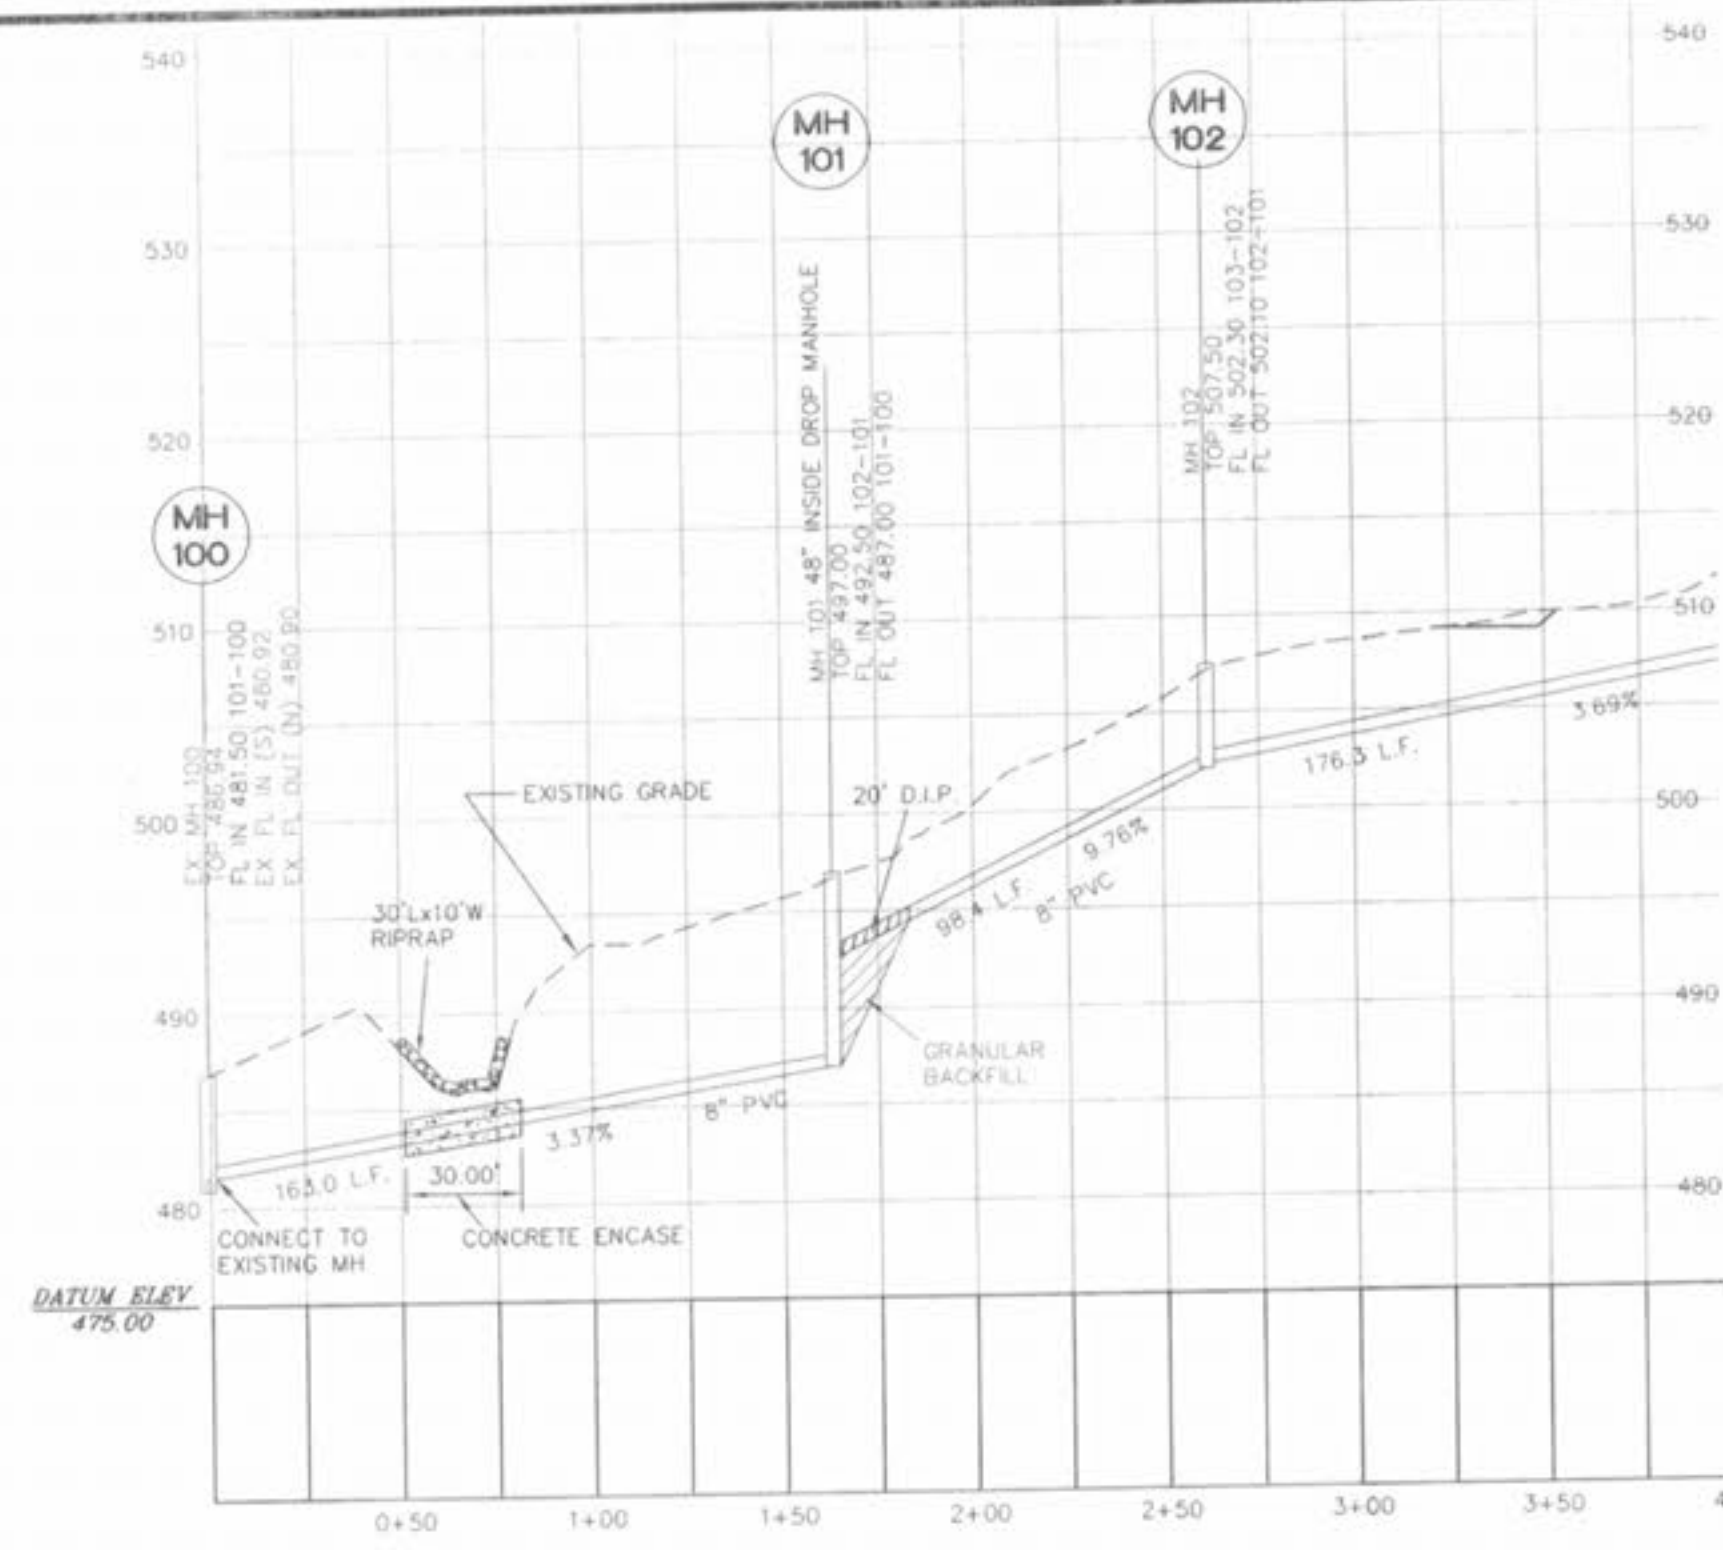 540
530
520
510
500
490
480
540
530
520
510
500
490
480
MH
100
EX MH 100
TOP 486.94
FL IN 481.50 101-100
EX FL IN (S) 480.92
EX FL OUT (N) 480.90
MH
101
MH 101 48" INSIDE DROP MANHOLE
TOP 497.00
FL IN 492.50 102-101
FL OUT 487.00 101-100
MH
102
MH 102
TOP 507.50
FL IN 502.30 103-102
FL OUT 502.10 102-101
EXISTING GRADE
30'Lx10'W
RIPRAP
20' D.I.P.
98.4 L.F.
9.76%
8" PVC
176.3 L.F.
3.69%
GRANULAR
BACKFILL
163.0 L.F.
30.00'
3.37%
8" PVC
CONNECT TO
EXISTING MH
CONCRETE ENCASE
DATUM ELEV
475.00
0+50
1+00
1+50
2+00
2+50
3+00
3+50
4